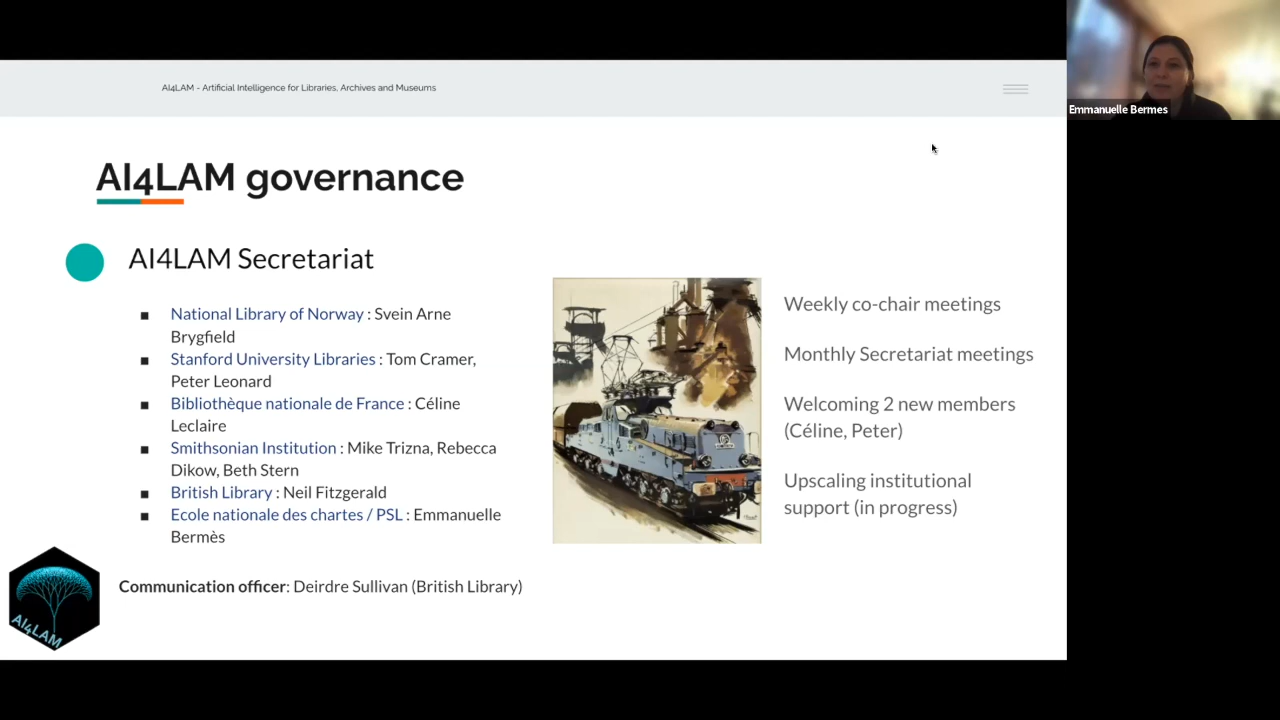 AI4LAM - Artificial Intelligence for Libraries, Archives and Museums
Emmanuelle Bermes
AI4LAM governance
AI4LAM Secretariat
National Library of Norway : Svein Arne
Brygfield
Stanford University Libraries : Tom Cramer,
Peter Leonard
Bibliothèque nationale de France : Céline
Leclaire
Smithsonian Institution : Mike Trizna, Rebecca
Dikow, Beth Stern
British Library : Neil Fitzgerald
Ecole nationale des chartes / PSL : Emmanuelle
Bermès
Communication officer: Deirdre Sullivan (British Library)
Weekly co-chair meetings
Monthly Secretariat meetings
Welcoming 2 new members
(Céline, Peter)
Upscaling institutional
support (in progress)
AI4LAM